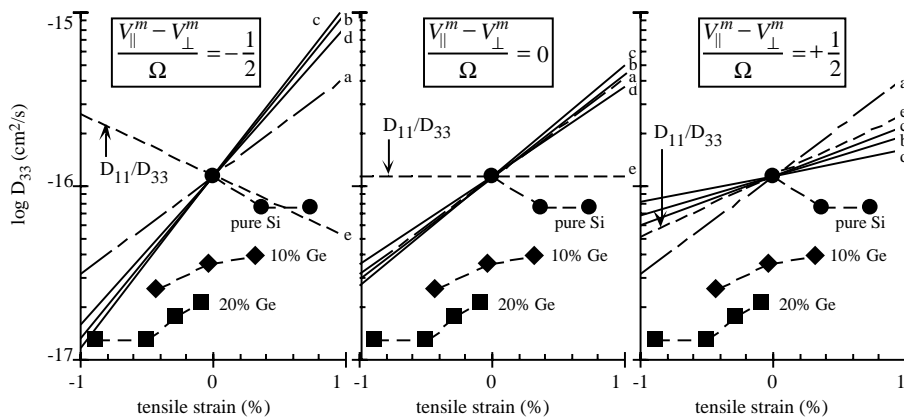 -15
-16
-17
log D33 (cm2/s)
V∥m − V⊥m
Ω
= − 1/2
c
b
d
a
D11/D33
pure Si
e
10% Ge
20% Ge
-1
0
1
tensile strain (%)
V∥m − V⊥m
Ω
= 0
c
b
a
d
D11/D33
e
pure Si
10% Ge
20% Ge
-1
0
1
tensile strain (%)
V∥m − V⊥m
Ω
= + 1/2
a
e
c
b
d
D11/D33
pure Si
10% Ge
20% Ge
-1
0
1
tensile strain (%)